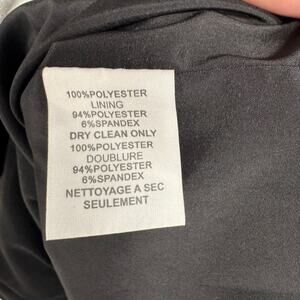 100%POLYESTER
LINING
94%POLYESTER
6%SPANDEX
DRY CLEAN ONLY
100%POLYESTER
DOUBLURE
94%POLYESTER
6%SPANDEX
NETTOYAGE A SEC
SEULEMENT